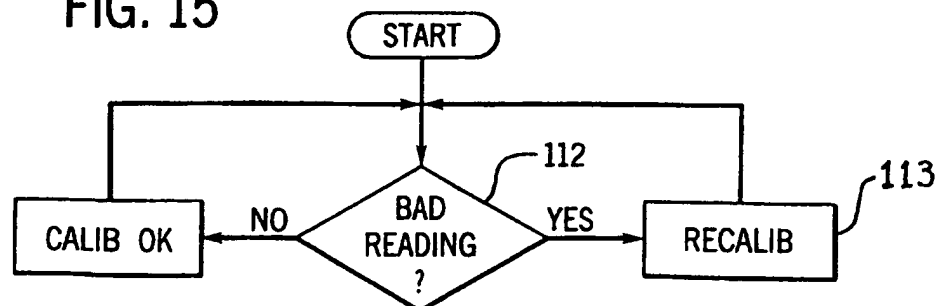 FIG. 15
START
112
113
NO
BAD
READING
?
YES
CALIB OK
RECALIB